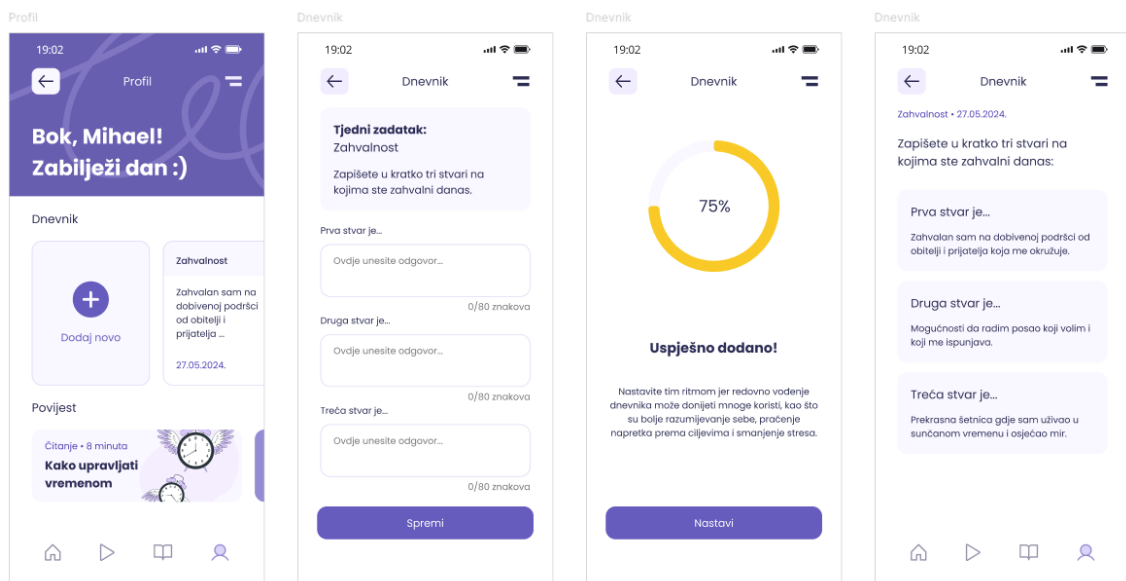 Profil
19:02
Profil
Bok, Mihael!
Zabilježi dan :)
Dnevnik
Dodaj novo
Zahvalnost
Zahvalan sam na
dobivenoj podršci
od obitelji i
prijatelja ...
27.05.2024.
Povijest
Čitanje • 8 minuta
Kako upravljati
vremenom
Dnevnik
19:02
Dnevnik
Tjedni zadatak:
Zahvalnost
Zapišete u kratko tri stvari na
kojima ste zahvalni danas.
Prva stvar je...
Ovdje unesite odgovor...
0/80 znakova
Druga stvar je...
Ovdje unesite odgovor...
0/80 znakova
Treća stvar je...
Ovdje unesite odgovor...
0/80 znakova
Spremi
Dnevnik
19:02
Dnevnik
75%
Uspješno dodano!
Nastavite tim ritmom jer redovno vođenje
dnevnika može donijeti mnoge koristi, kao što
su bolje razumijevanje sebe, pračenje
napretka prema ciljevima i smanjenje stresa.
Nastavi
Dnevnik
19:02
Dnevnik
Zahvalnost • 27.05.2024.
Zapišete u kratko tri stvari na
kojima ste zahvalni danas:
Prva stvar je...
Zahvalan sam na dobivenoj podršci od
obitelji i prijatelja koja me okružuje.
Druga stvar je...
Mogućnosti da radim posao koji volim i
koji me ispunjava.
Treća stvar je...
Prekrasna šetnica gdje sam uživao u
sunčanom vremenu i osjećao mir.